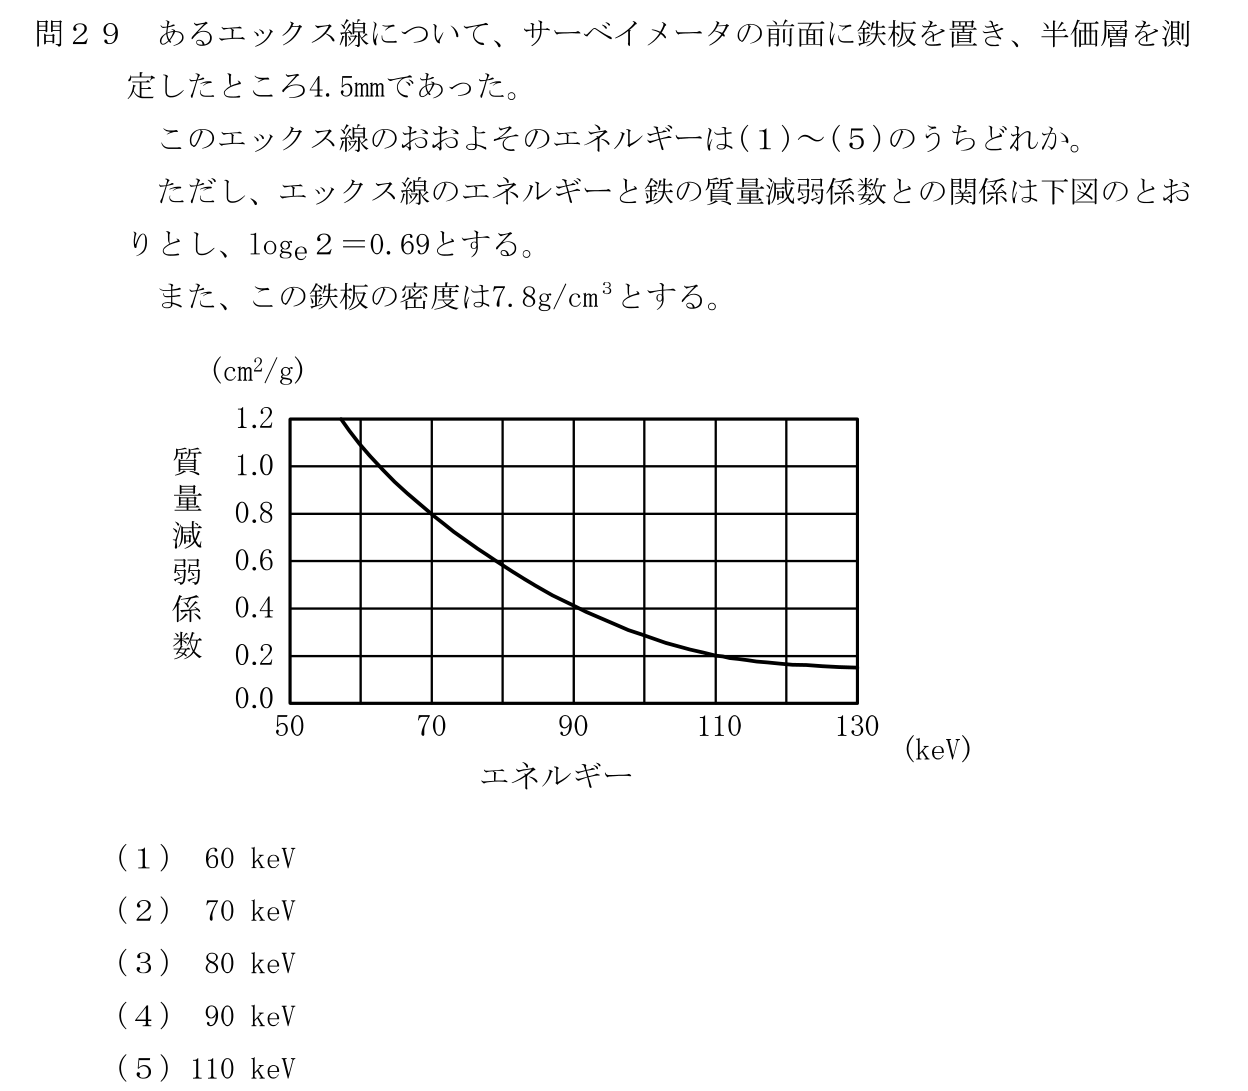 問２９　あるエックス線について、サーベイメータの前面に鉄板を置き、半価層を測
定したところ4.5mmであった。
このエックス線のおおよそのエネルギーは(１)～(５)のうちどれか。
ただし、エックス線のエネルギーと鉄の質量減弱係数との関係は下図のとお
りとし、logₑ２＝0.69とする。
また、この鉄板の密度は7.8g/cm³とする。
(cm²/g)
質量減弱係数
1.2
1.0
0.8
0.6
0.4
0.2
0.0
50 70 90 110 130
(keV)
エネルギー
(１) 60 keV
(２) 70 keV
(３) 80 keV
(４) 90 keV
(５) 110 keV